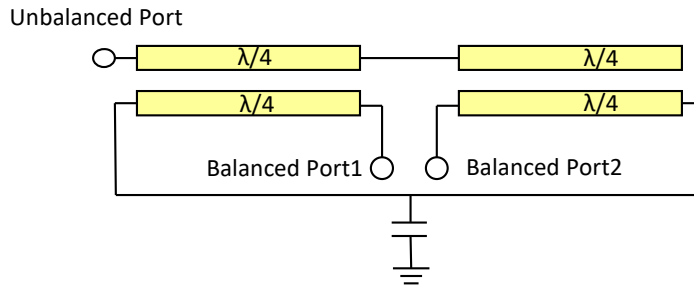 Unbalanced Port
λ/4
λ/4
λ/4
λ/4
Balanced Port1
Balanced Port2